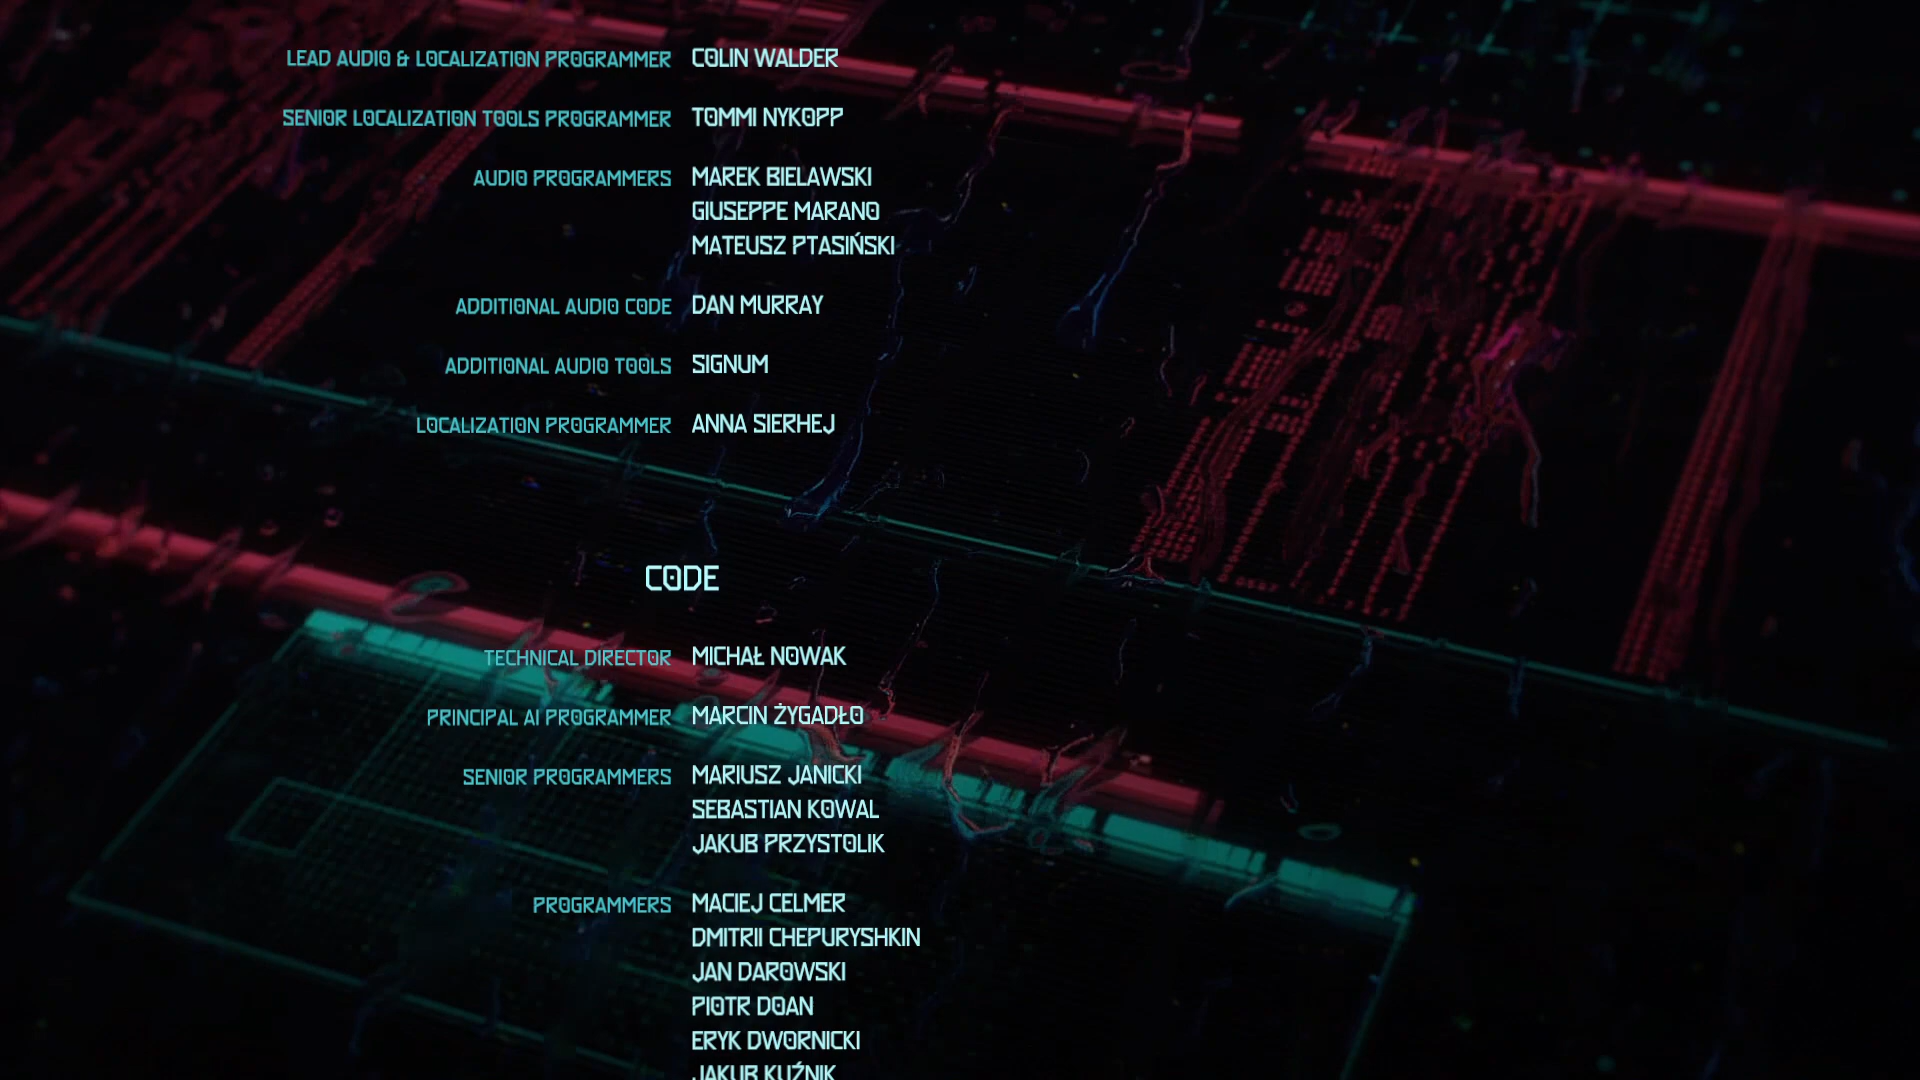 LEAD AUDIO & LOCALIZATION PROGRAMMER COLIN WALDER
SENIOR LOCALIZATION TOOLS PROGRAMMER TOMMI NYKOPP
AUDIO PROGRAMMERS MAREK BIELAWSKI
GIUSEPPE MARANO
MATEUSZ PTASIŃSKI
ADDITIONAL AUDIO CODE DAN MURRAY
ADDITIONAL AUDIO TOOLS SIGNUM
LOCALIZATION PROGRAMMER ANNA SIERHEJ
CODE
TECHNICAL DIRECTOR MICHAŁ NOWAK
PRINCIPAL AI PROGRAMMER MARCIN ŻYGADŁO
SENIOR PROGRAMMERS MARIUSZ JANICKI
SEBASTIAN KOWAL
JAKUB PRZYSTOLIK
PROGRAMMERS MACIEJ CELMER
DMITRII CHEPURYSHKIN
JAN DAROWSKI
PIOTR DOAN
ERYK DWORNICKI
JAKUB KUŹNIK